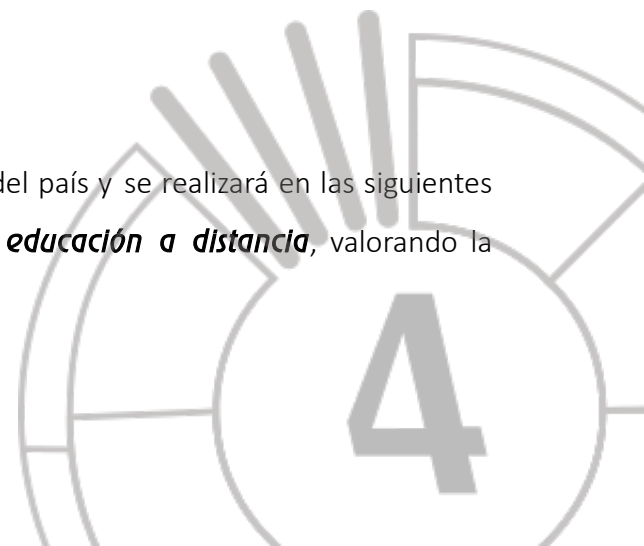 del país y se realizará en las siguientes
educación a distancia, valorando la
4